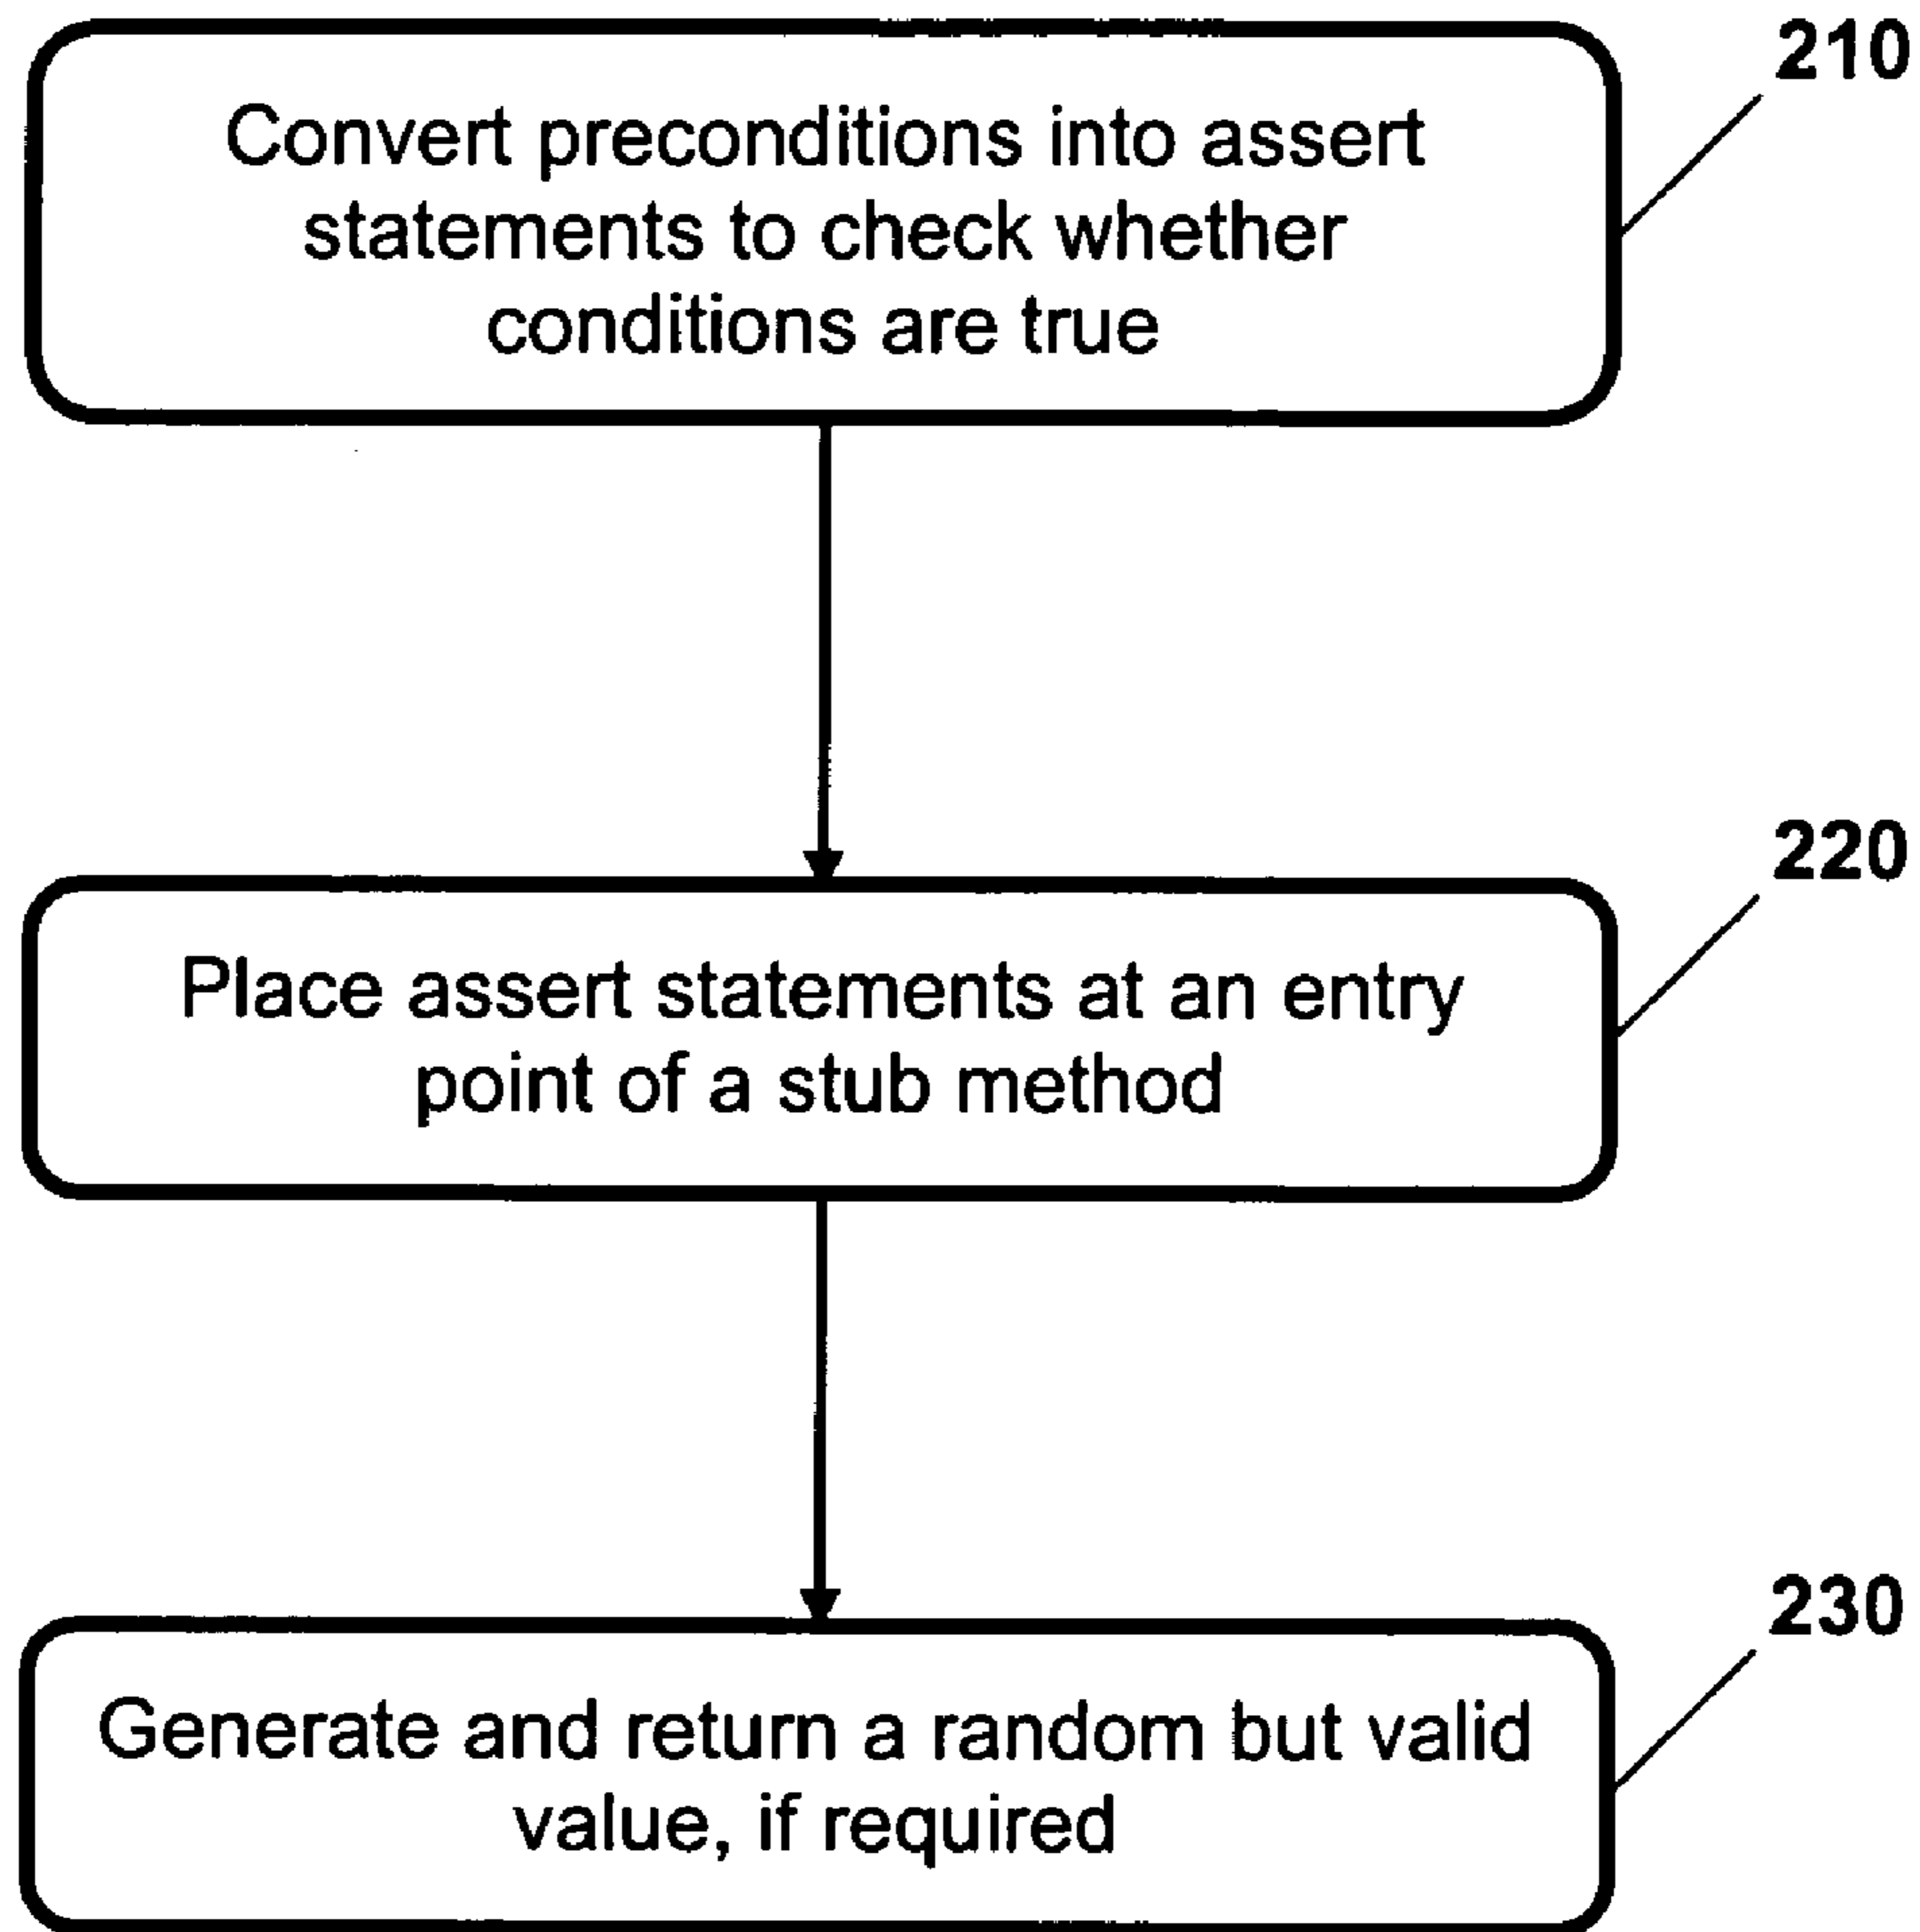 210
Convert preconditions into assert
statements to check whether
conditions are true
220
Place assert statements at an entry
point of a stub method
230
Generate and return a random but valid
value, if required